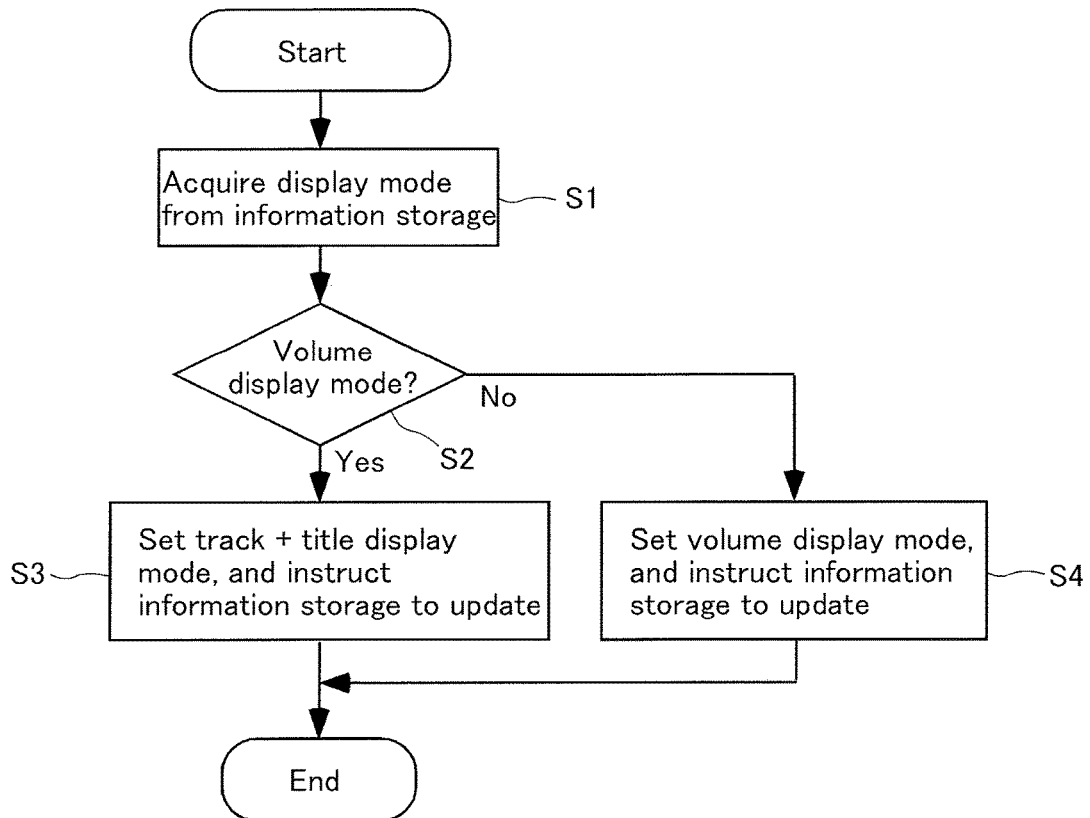 Start
Acquire display mode
from information storage
S1
Volume
display mode?
No
S2
Yes
Set track + title display
mode, and instruct
information storage to update
S3
Set volume display mode,
and instruct information
storage to update
S4
End